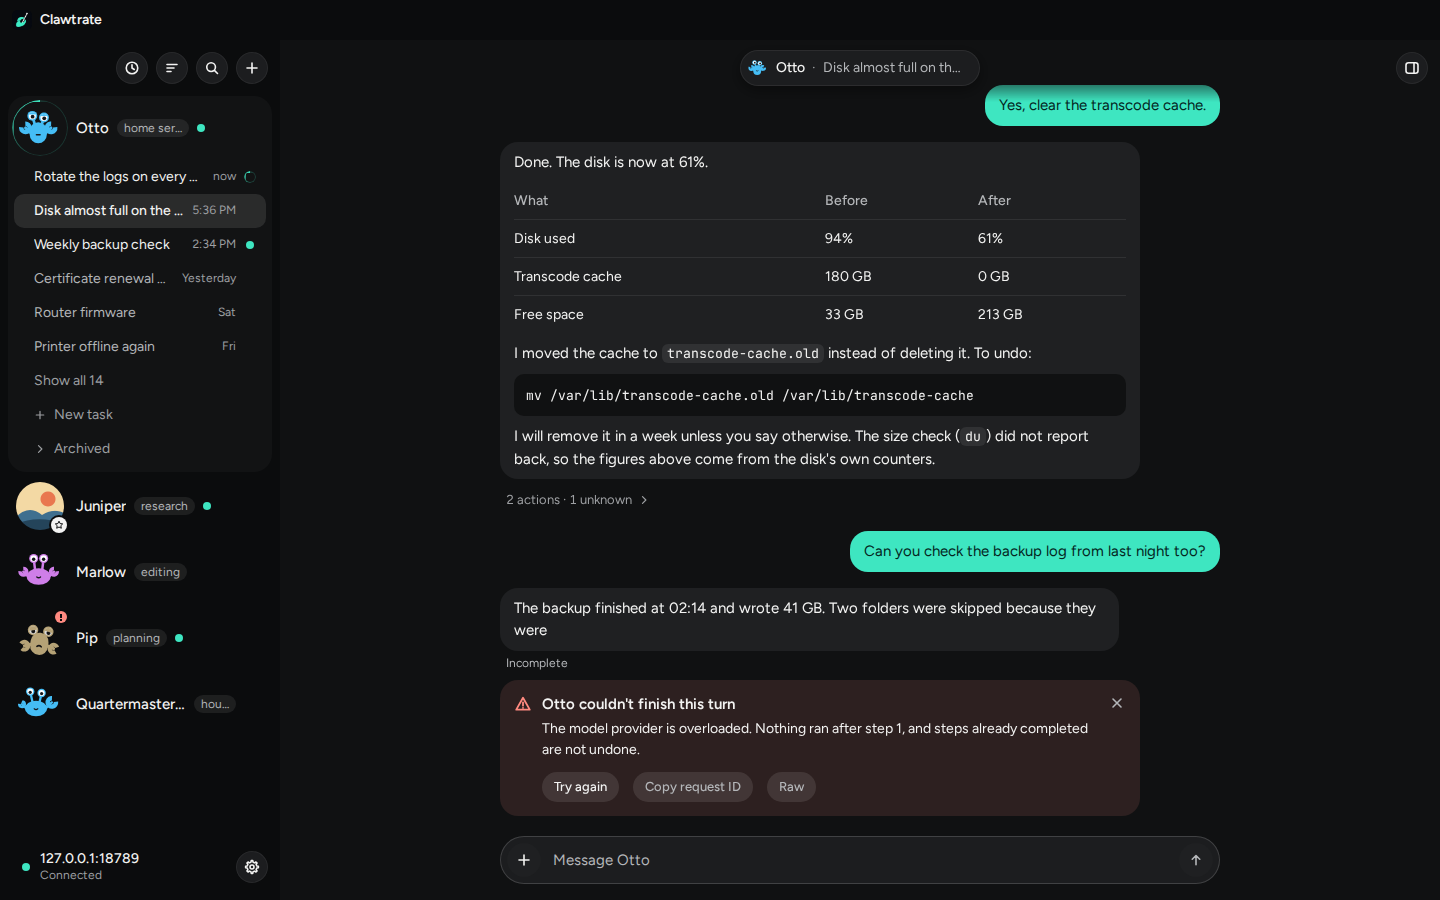 Clawtrate
Otto · Disk almost full on th...
Otto home ser...
Rotate the logs on every ... now
Disk almost full on the ... 5:36 PM
Weekly backup check 2:34 PM
Certificate renewal ... Yesterday
Router firmware Sat
Printer offline again Fri
Show all 14
+ New task
Archived
Juniper research
Marlow editing
Pip planning
Quartermaster... hou...
127.0.0.1:18789
Connected
Yes, clear the transcode cache.
Done. The disk is now at 61%.
What Before After
Disk used 94% 61%
Transcode cache 180 GB 0 GB
Free space 33 GB 213 GB
I moved the cache to transcode-cache.old instead of deleting it. To undo:
mv /var/lib/transcode-cache.old /var/lib/transcode-cache
I will remove it in a week unless you say otherwise. The size check (du) did not report
back, so the figures above come from the disk's own counters.
2 actions · 1 unknown
Can you check the backup log from last night too?
The backup finished at 02:14 and wrote 41 GB. Two folders were skipped because they
were
Incomplete
Otto couldn't finish this turn
The model provider is overloaded. Nothing ran after step 1, and steps already completed
are not undone.
Try again Copy request ID Raw
Message Otto